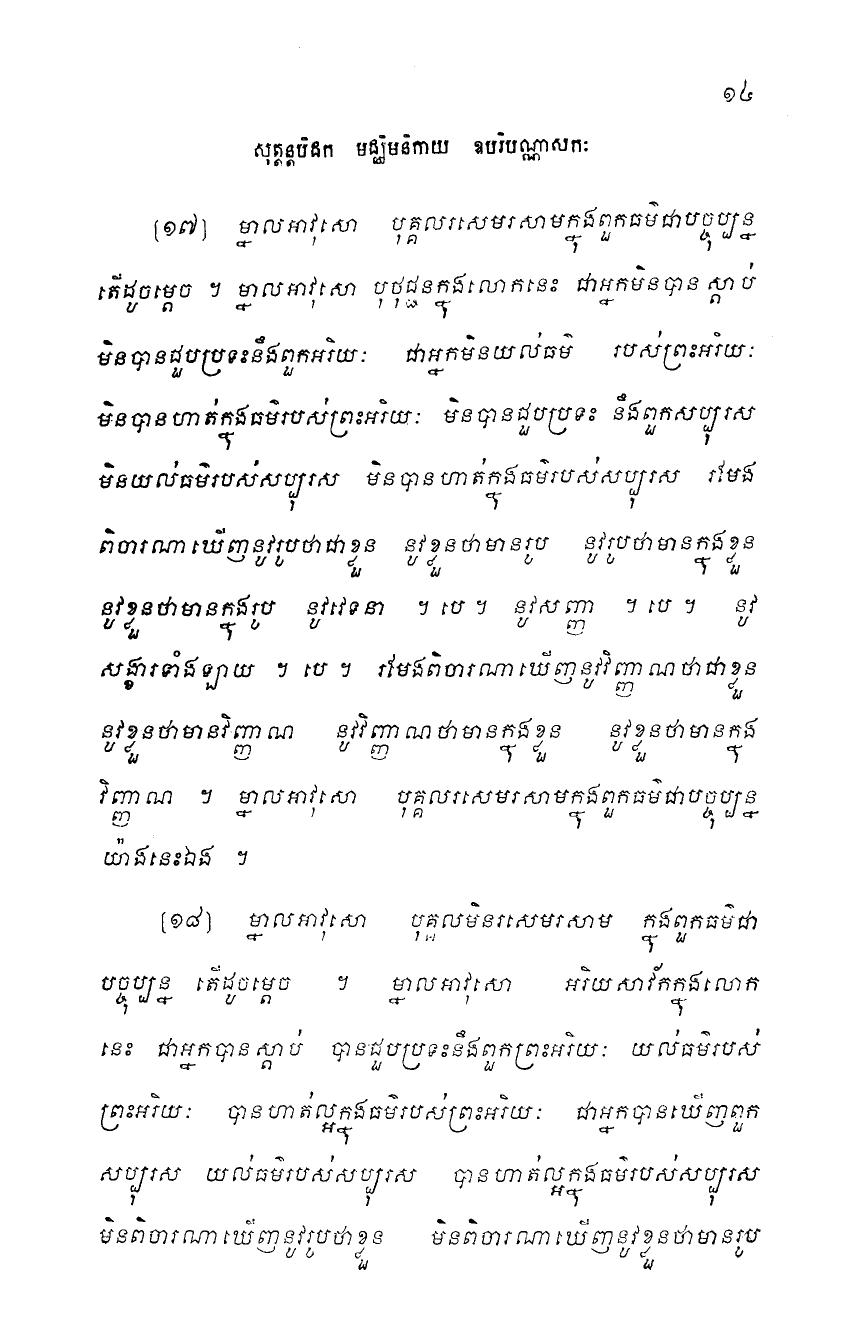 ១៤
សុត្តន្តបិដក មជ្ឈិមនិកាយ ឧបរិបណ្ណាសកៈ
[១៧] ម្នាលអាវុសោ បុគ្គលរសេមរសាមក្នុងពួកធម៌ជាបច្ចុប្បន្ន
តើដូចម្តេច ។ ម្នាលអាវុសោ បុថុជ្ជនក្នុងលោកនេះ ជាអ្នកមិនបានស្តាប់
មិនបានជួបប្រទះនឹងពួកអរិយៈ ជាអ្នកមិនយល់ធម៌ របស់ព្រះអរិយៈ
មិនបានហាត់ក្នុងធម៌របស់ព្រះអរិយៈ មិនបានជួបប្រទះ នឹងពួកសប្បុរស
មិនយល់ធម៌របស់សប្បុរស មិនបានហាត់ក្នុងធម៌របស់សប្បុរស រមែង
ពិចារណាឃើញនូវរូបថាជាខ្លួន នូវខ្លួនថាមានរូប នូវរូបថាមានក្នុងខ្លួន
នូវខ្លួនថាមានក្នុងរូប នូវវេទនា ។ បេ ។ នូវសញ្ញា ។ បេ ។ នូវ
សង្ខារទាំងឡាយ ។ បេ ។ រមែងពិចារណាឃើញនូវវិញ្ញាណថាជាខ្លួន
នូវខ្លួនថាមានវិញ្ញាណ នូវវិញ្ញាណថាមានក្នុងខ្លួន នូវខ្លួនថាមានក្នុង
វិញ្ញាណ ។ ម្នាលអាវុសោ បុគ្គលរសេមរសាមក្នុងពួកធម៌ជាបច្ចុប្បន្ន
យ៉ាងនេះឯង ។
[១៨] ម្នាលអាវុសោ បុគ្គលមិនរសេមរសាម ក្នុងពួកធម៌ជា
បច្ចុប្បន្ន តើដូចម្តេច ។ ម្នាលអាវុសោ អរិយសាវ័កក្នុងលោក
នេះ ជាអ្នកបានស្តាប់ បានជួបប្រទះនឹងពួកព្រះអរិយៈ យល់ធម៌របស់
ព្រះអរិយៈ បានហាត់ល្អក្នុងធម៌របស់ព្រះអរិយៈ ជាអ្នកបានឃើញពួក
សប្បុរស យល់ធម៌របស់សប្បុរស បានហាត់ល្អក្នុងធម៌របស់សប្បុរស
មិនពិចារណាឃើញនូវរូបថាខ្លួន មិនពិចារណាឃើញនូវខ្លួនថាមានរូប